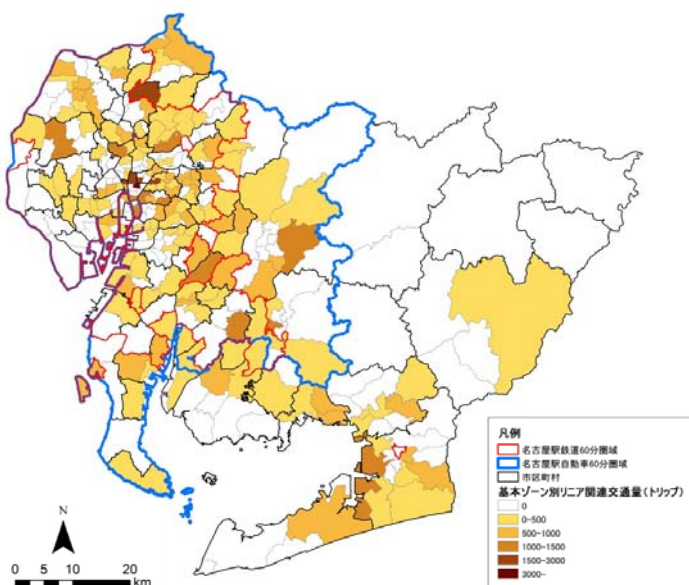 凡例
名古屋駅鉄道60分圏域
名古屋駅自動車60分圏域
市区町村
基本ゾーン別リニア関連交通量(トリップ)
0
0-500
500-1000
1000-1500
1500-3000
3000-
N
0 10 20
km